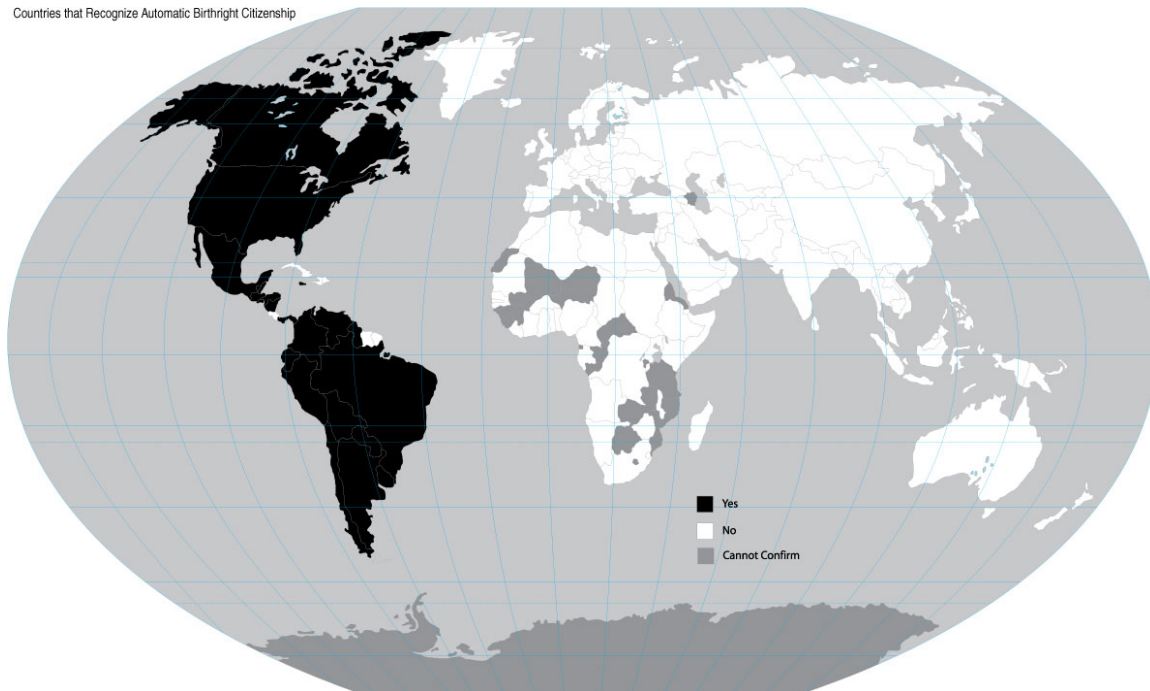 Countries that Recognize Automatic Birthright Citizenship
Yes
No
Cannot Confirm